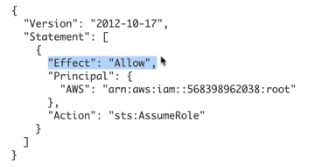 {
  "Version": "2012-10-17",
  "Statement": [
    {
      "Effect": "Allow",
      "Principal": {
        "AWS": "arn:aws:iam::568398962038:root"
      },
      "Action": "sts:AssumeRole"
    }
  ]
}